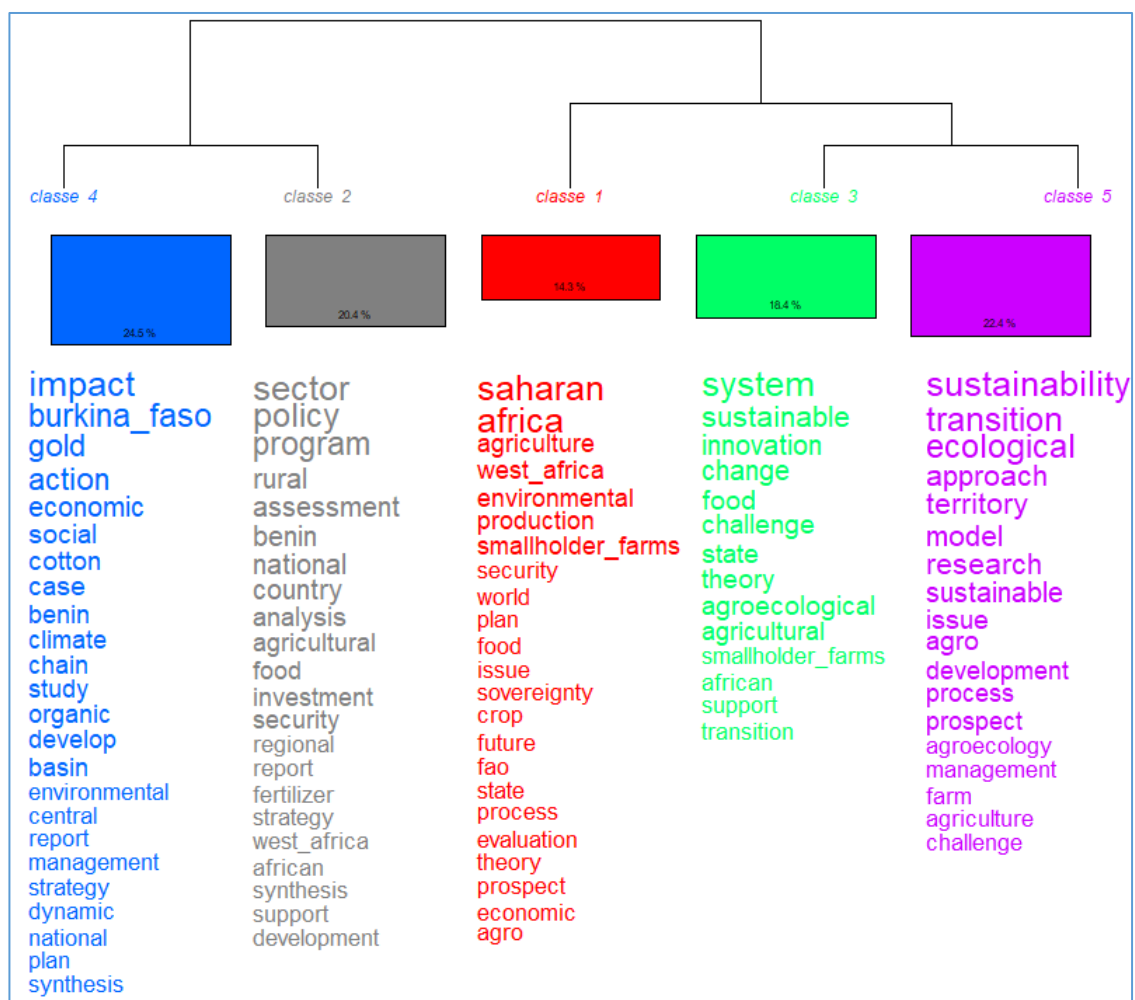 classe 4
classe 2
classe 1
classe 3
classe 5
24.5 %
20.4 %
14.3 %
18.4 %
22.4 %
impact
burkina_faso
gold
action
economic
social
cotton
case
benin
climate
chain
study
organic
develop
basin
environmental
central
report
management
strategy
dynamic
national
plan
synthesis
sector
policy
program
rural
assessment
benin
national
country
analysis
agricultural
food
investment
security
regional
report
fertilizer
strategy
west_africa
african
synthesis
support
development
saharan
africa
agriculture
west_africa
environmental
production
smallholder_farms
security
world
plan
food
issue
sovereignty
crop
future
fao
state
process
evaluation
theory
prospect
economic
agro
system
sustainable
innovation
change
food
challenge
state
theory
agroecological
agricultural
smallholder_farms
african
support
transition
sustainability
transition
ecological
approach
territory
model
research
sustainable
issue
agro
development
process
prospect
agroecology
management
farm
agriculture
challenge